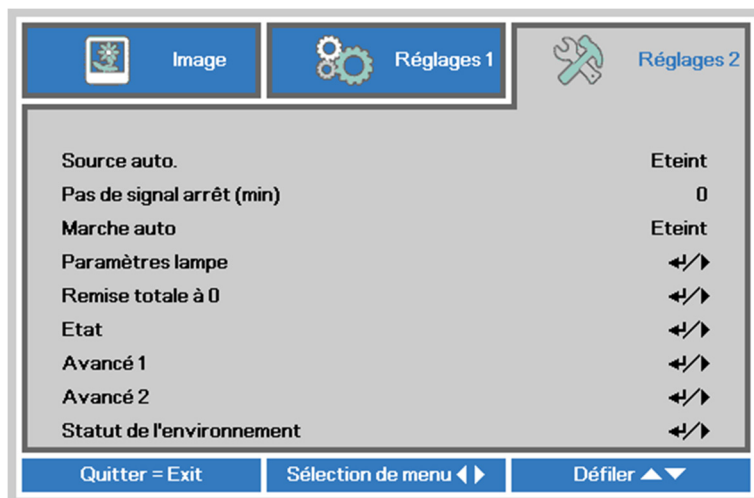 Image
Réglages 1
Réglages 2
Source auto. Eteint
Pas de signal arrêt (min) 0
Marche auto Eteint
Paramètres lampe
Remise totale à 0
Etat
Avancé 1
Avancé 2
Statut de l'environnement
Quitter = Exit
Sélection de menu
Défiler